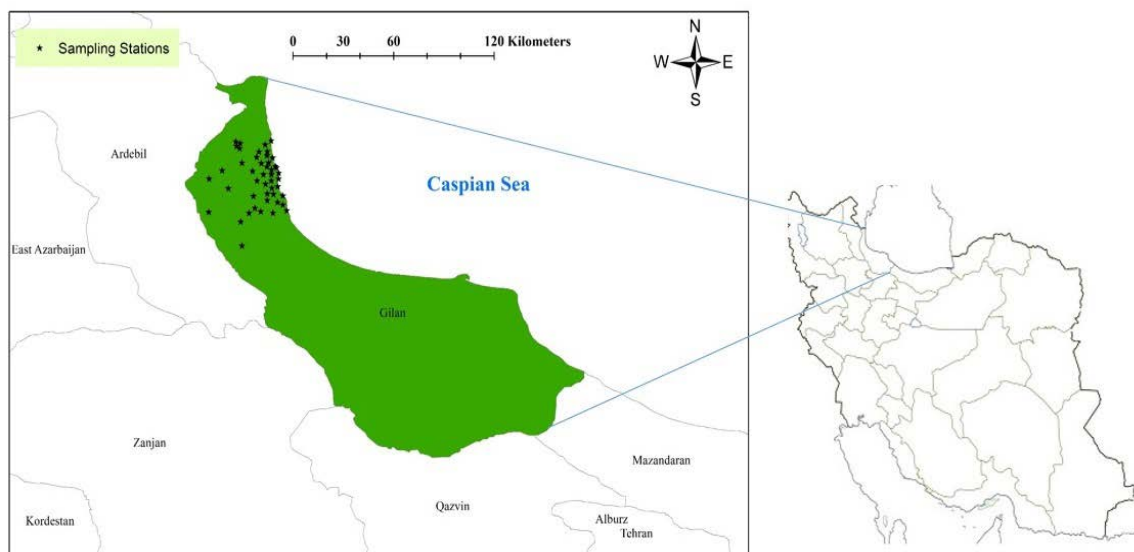 Sampling Stations
0 30 60 120 Kilometers
N
W E
S
Ardebil
Caspian Sea
East Azarbaijan
Gilan
Zanjan
Mazandaran
Qazvin
Kordestan
Alburz
Tehran